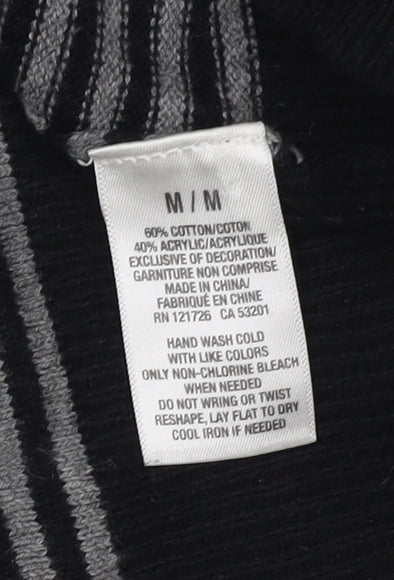 M / M
60% COTTON/COTON
40% ACRYLIC/ACRYLIQUE
EXCLUSIVE OF DECORATION/
GARNITURE NON COMPRISE
MADE IN CHINA/
FABRIQUÉ EN CHINE
RN 121726 CA 53201
HAND WASH COLD
WITH LIKE COLORS
ONLY NON-CHLORINE BLEACH
WHEN NEEDED
DO NOT WRING OR TWIST
RESHAPE, LAY FLAT TO DRY
COOL IRON IF NEEDED